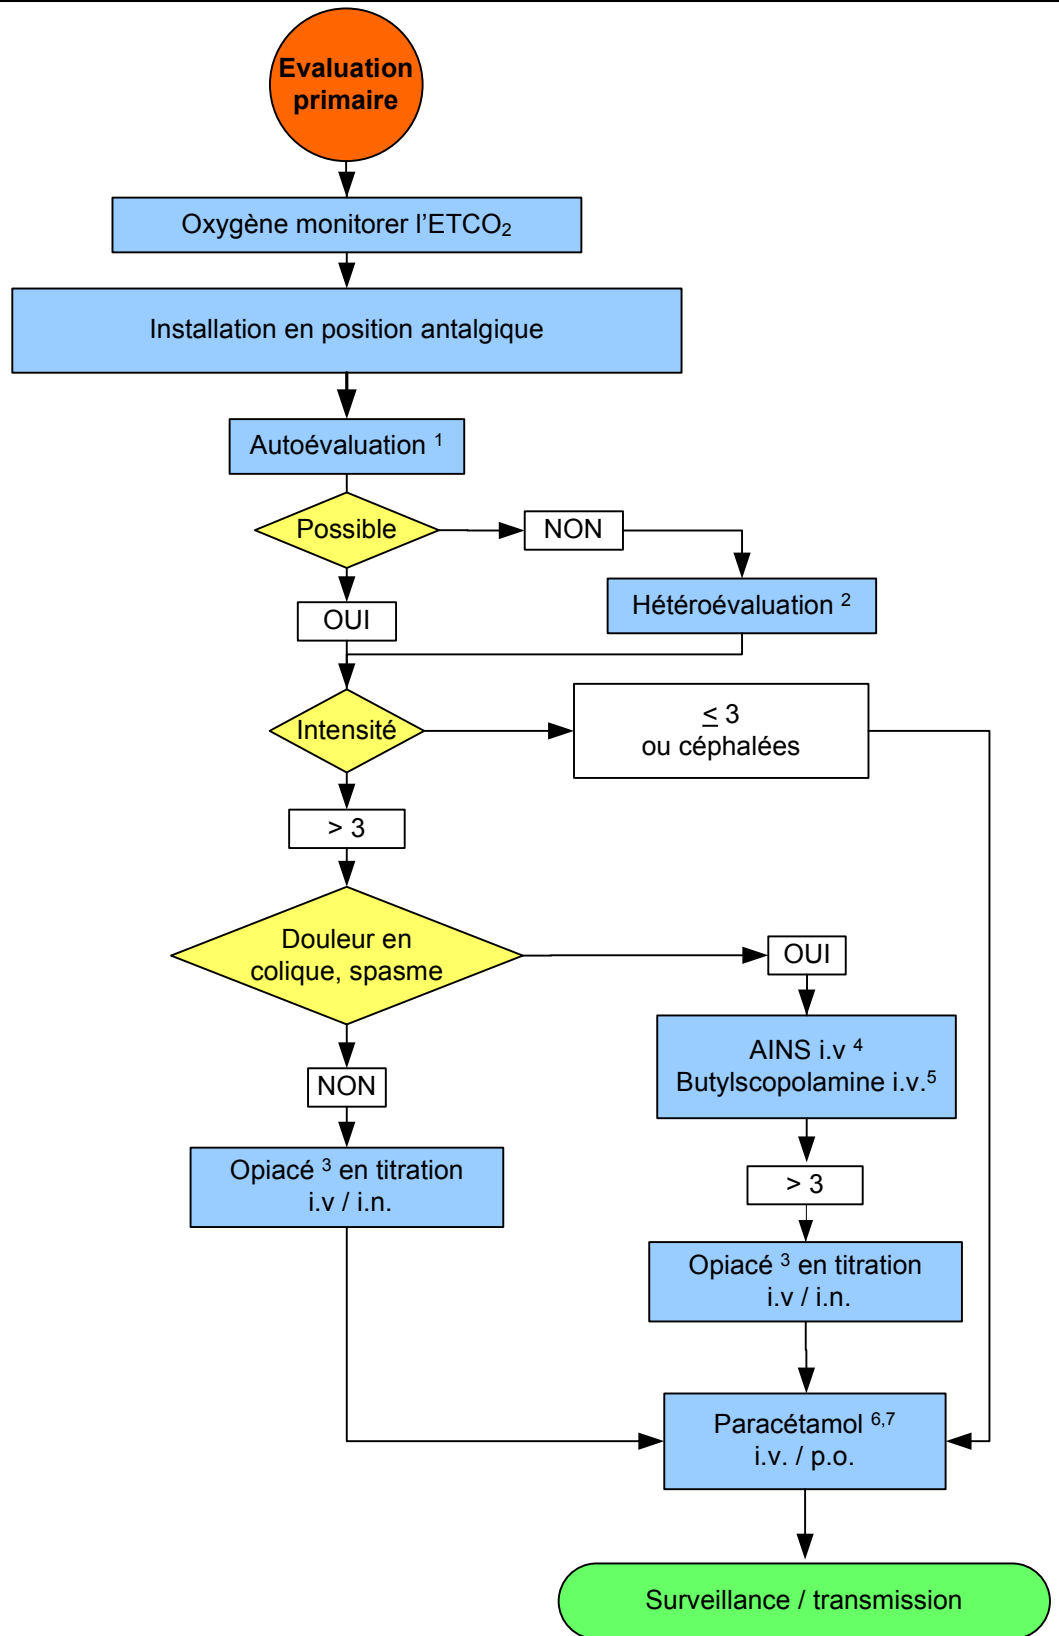 Evaluation
primaire
Oxygène monitorer l'ETCO₂
Installation en position antalgique
Autoévaluation ¹
Possible
NON
OUI
Hétéroévaluation ²
Intensité
≤ 3
ou céphalées
> 3
Douleur en
colique, spasme
OUI
AINS i.v ⁴
Butylscopolamine i.v.⁵
NON
Opiacé ³ en titration
i.v / i.n.
> 3
Opiacé ³ en titration
i.v / i.n.
Paracétamol ⁶,⁷
i.v. / p.o.
Surveillance / transmission